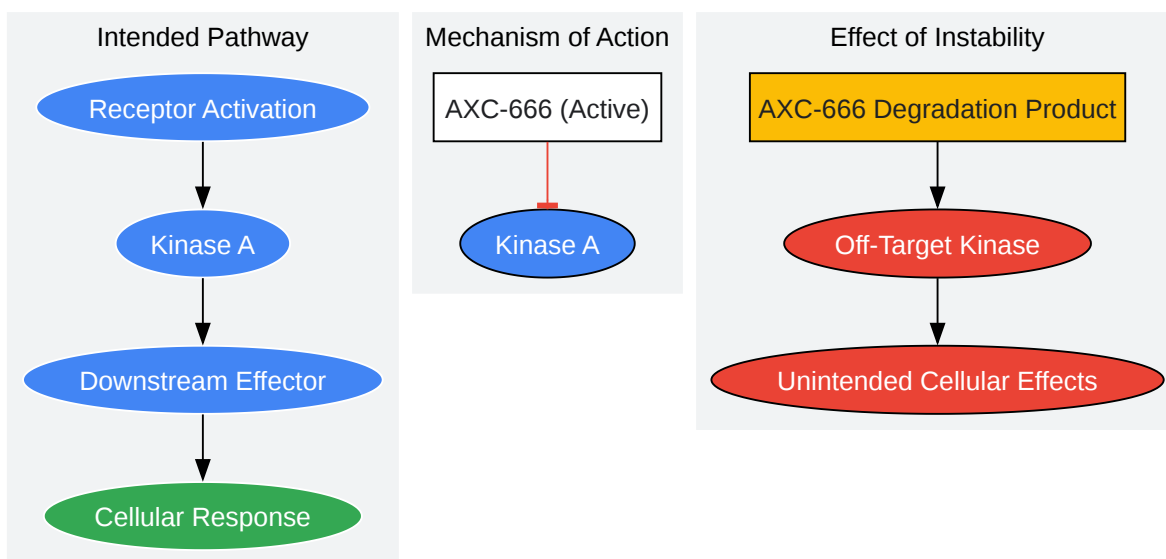 Intended Pathway
Receptor Activation
Kinase A
Downstream Effector
Cellular Response
Mechanism of Action
AXC-666 (Active)
Kinase A
Effect of Instability
AXC-666 Degradation Product
Off-Target Kinase
Unintended Cellular Effects